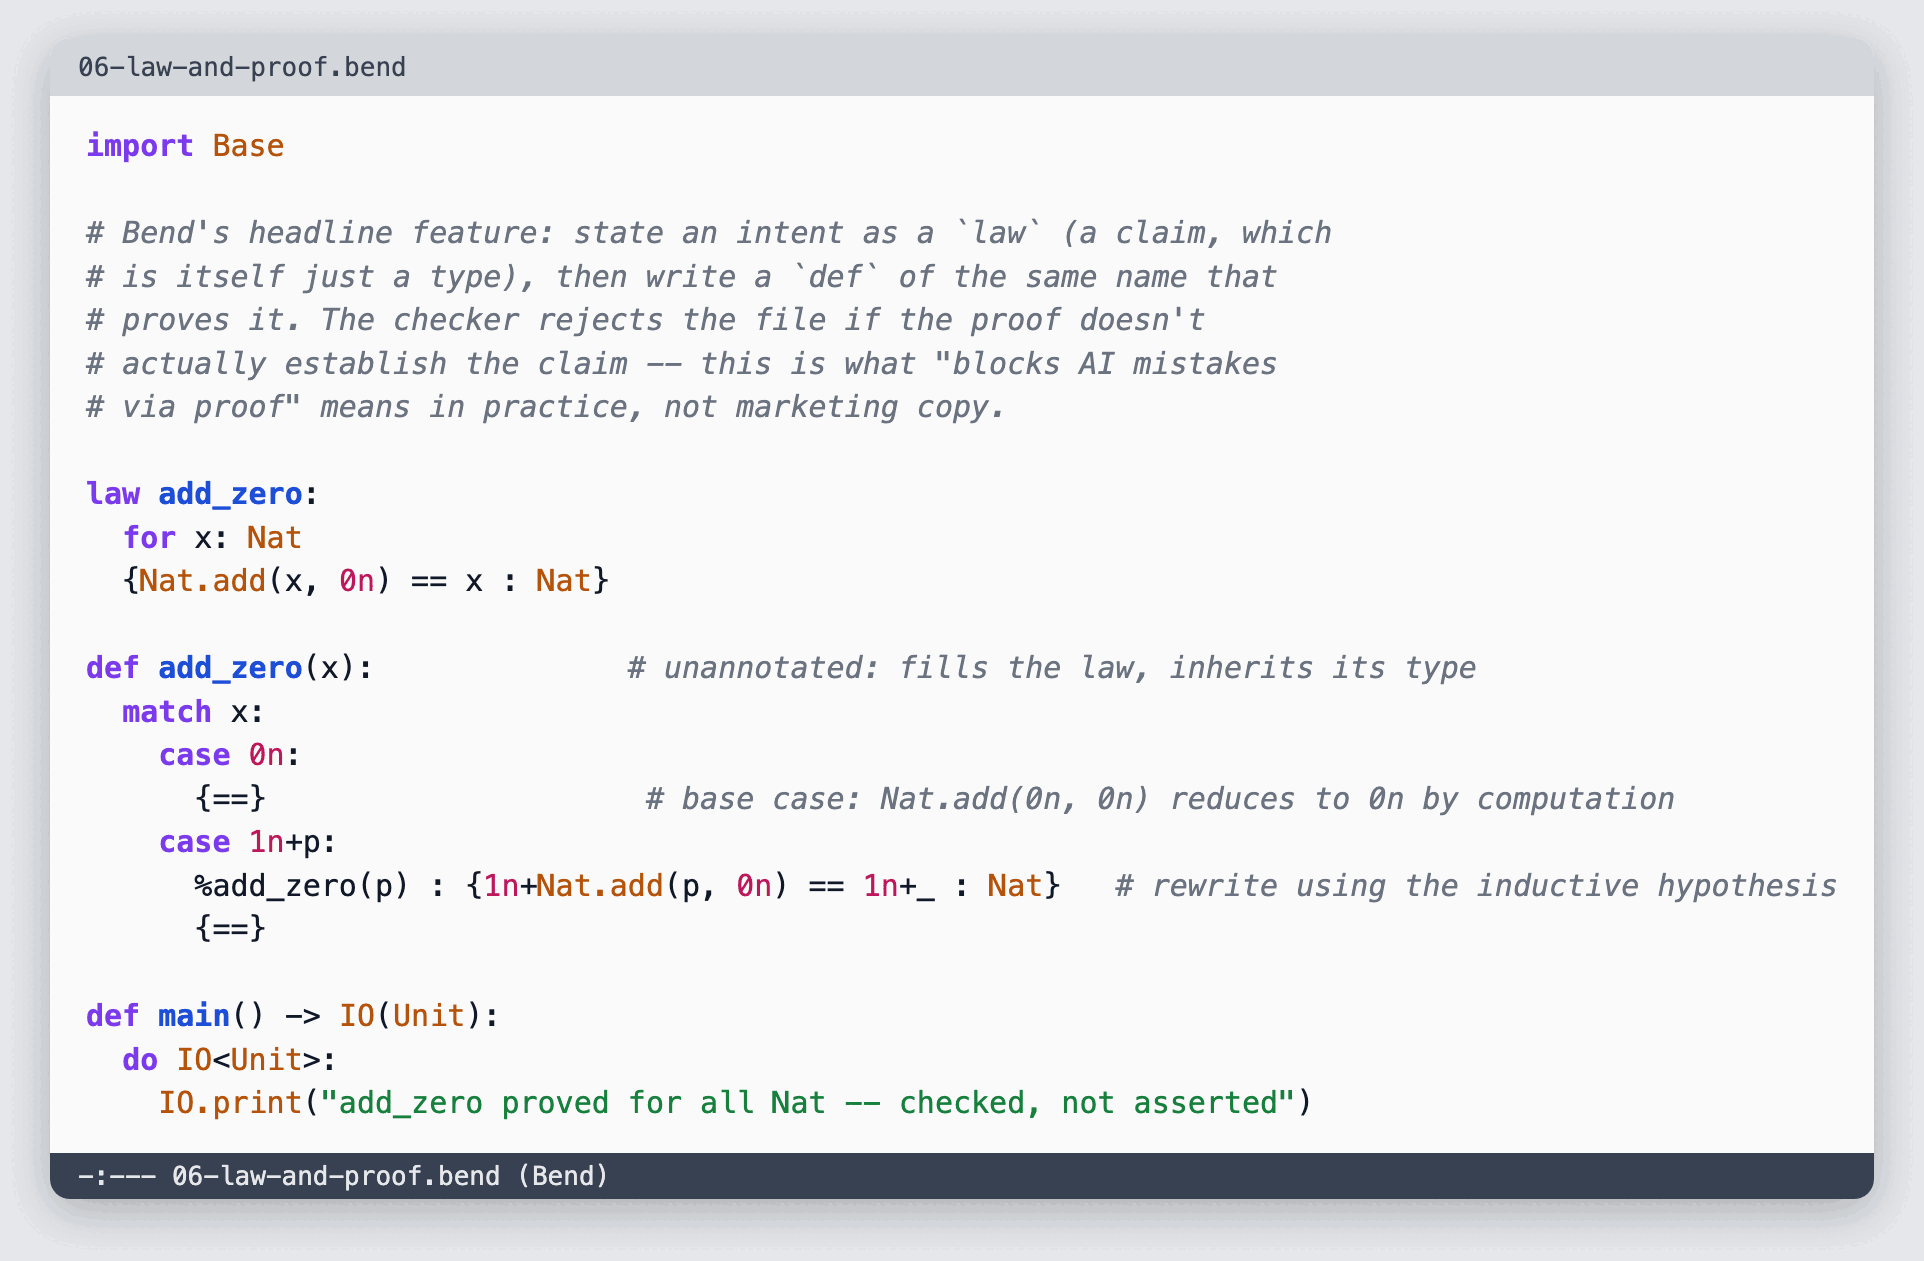 06-law-and-proof.bend
import Base
# Bend's headline feature: state an intent as a `law` (a claim, which
# is itself just a type), then write a `def` of the same name that
# proves it. The checker rejects the file if the proof doesn't
# actually establish the claim -- this is what "blocks AI mistakes
# via proof" means in practice, not marketing copy.
law add_zero:
  for x: Nat
  {Nat.add(x, 0n) == x : Nat}
def add_zero(x):              # unannotated: fills the law, inherits its type
  match x:
    case 0n:
      {==}                     # base case: Nat.add(0n, 0n) reduces to 0n by computation
    case 1n+p:
      %add_zero(p) : {1n+Nat.add(p, 0n) == 1n+_ : Nat}   # rewrite using the inductive hypothesis
      {==}
def main() -> IO(Unit):
  do IO<Unit>:
    IO.print("add_zero proved for all Nat -- checked, not asserted")
-:--- 06-law-and-proof.bend (Bend)